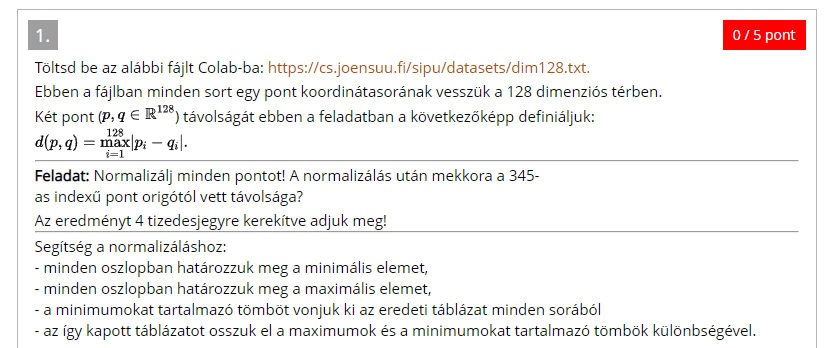 1.
0 / 5 pont
Töltsd be az alábbi fájlt Colab-ba: https://cs.joensuu.fi/sipu/datasets/dim128.txt.
Ebben a fájlban minden sort egy pont koordinátasorának vesszük a 128 dimenziós térben.
Két pont (p, q ∈ ℝ¹²⁸) távolságát ebben a feladatban a következőképp definiáljuk:
d(p, q) = max_{i=1}^{128} |p_i − q_i|.
Feladat: Normalizálj minden pontot! A normalizálás után mekkora a 345-
as indexű pont origótól vett távolsága?
Az eredményt 4 tizedesjegyre kerekítve adjuk meg!
Segítség a normalizáláshoz:
- minden oszlopban határozzuk meg a minimális elemet,
- minden oszlopban határozzuk meg a maximális elemet,
- a minimumokat tartalmazó tömböt vonjuk ki az eredeti táblázat minden sorából
- az így kapott táblázatot osszuk el a maximumok és a minimumokat tartalmazó tömbök különbségével.